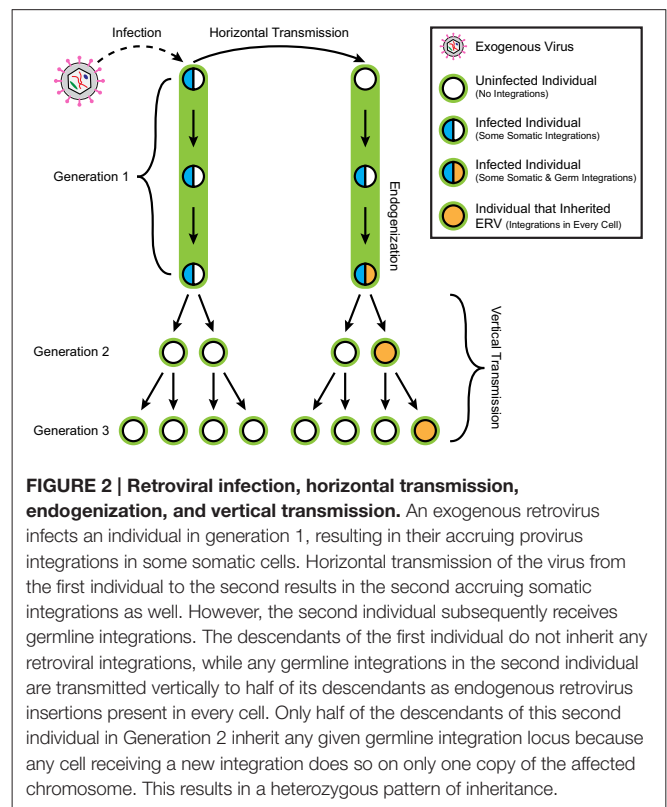 Infection
Horizontal Transmission
Exogenous Virus
Uninfected Individual
(No Integrations)
Infected Individual
(Some Somatic Integrations)
Infected Individual
(Some Somatic & Germ Integrations)
Individual that Inherited
ERV (Integrations in Every Cell)
Generation 1
Endogenization
Generation 2
Vertical Transmission
Generation 3
FIGURE 2 | Retroviral infection, horizontal transmission,
endogenization, and vertical transmission. An exogenous retrovirus
infects an individual in generation 1, resulting in their accruing provirus
integrations in some somatic cells. Horizontal transmission of the virus from
the first individual to the second results in the second accruing somatic
integrations as well. However, the second individual subsequently receives
germline integrations. The descendants of the first individual do not inherit any
retroviral integrations, while any germline integrations in the second individual
are transmitted vertically to half of its descendants as endogenous retrovirus
insertions present in every cell. Only half of the descendants of this second
individual in Generation 2 inherit any given germline integration locus because
any cell receiving a new integration does so on only one copy of the affected
chromosome. This results in a heterozygous pattern of inheritance.